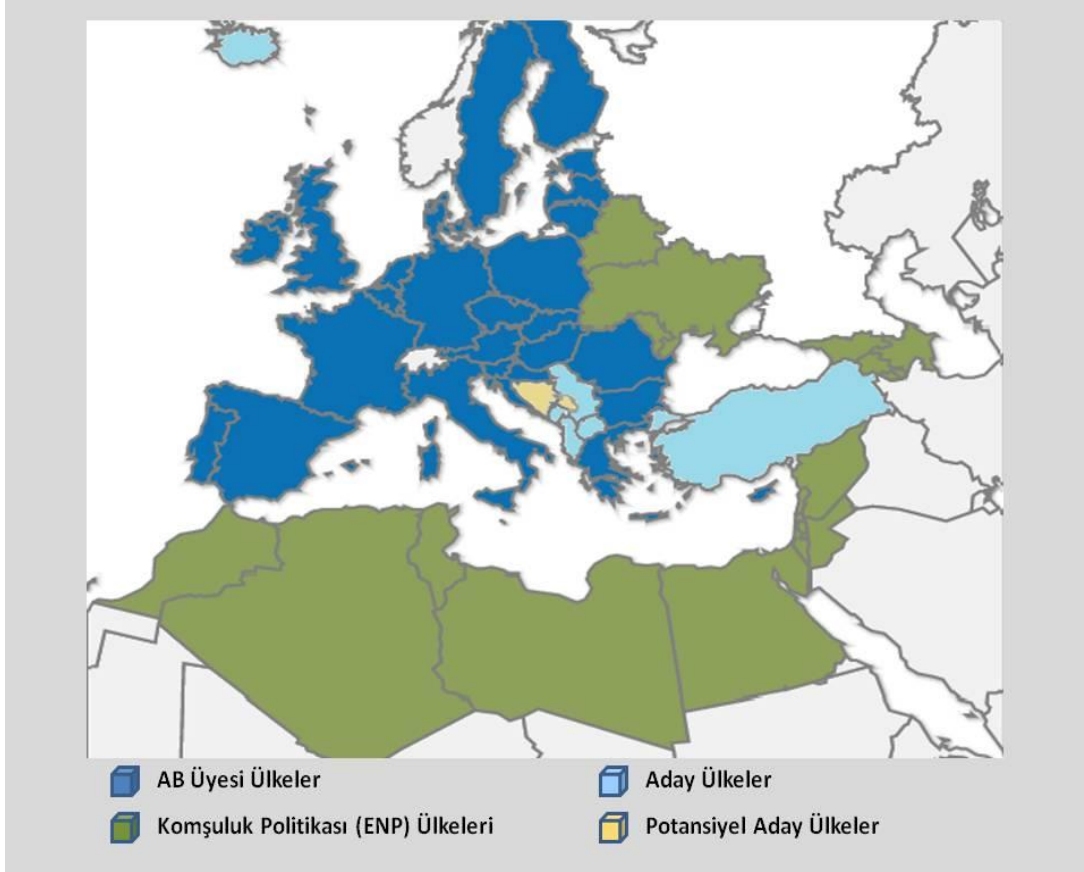 AB Üyesi Ülkeler
Aday Ülkeler
Komşuluk Politikası (ENP) Ülkeleri
Potansiyel Aday Ülkeler